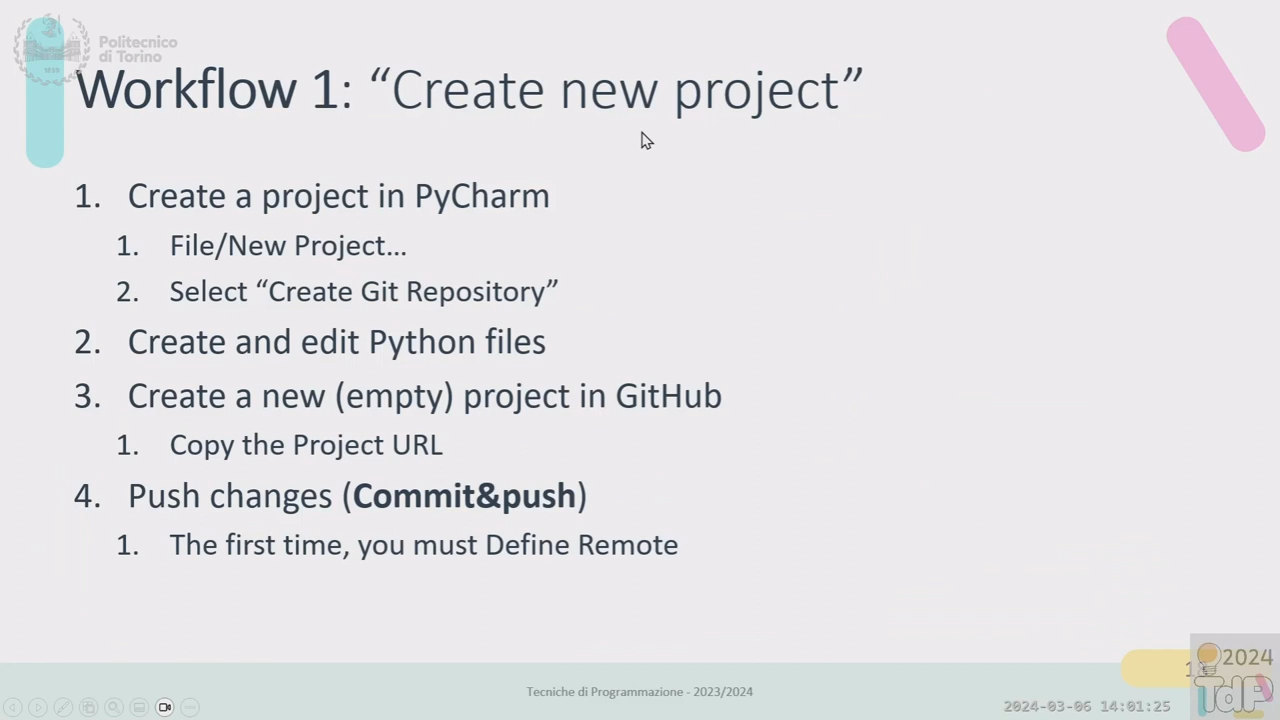 Politecnico
di Torino
1859
Workflow 1: “Create new project”
1. Create a project in PyCharm
1. File/New Project…
2. Select “Create Git Repository”
2. Create and edit Python files
3. Create a new (empty) project in GitHub
1. Copy the Project URL
4. Push changes (Commit&push)
1. The first time, you must Define Remote
Tecniche di Programmazione - 2023/2024
2024
TdP
2024-03-06 14:01:25